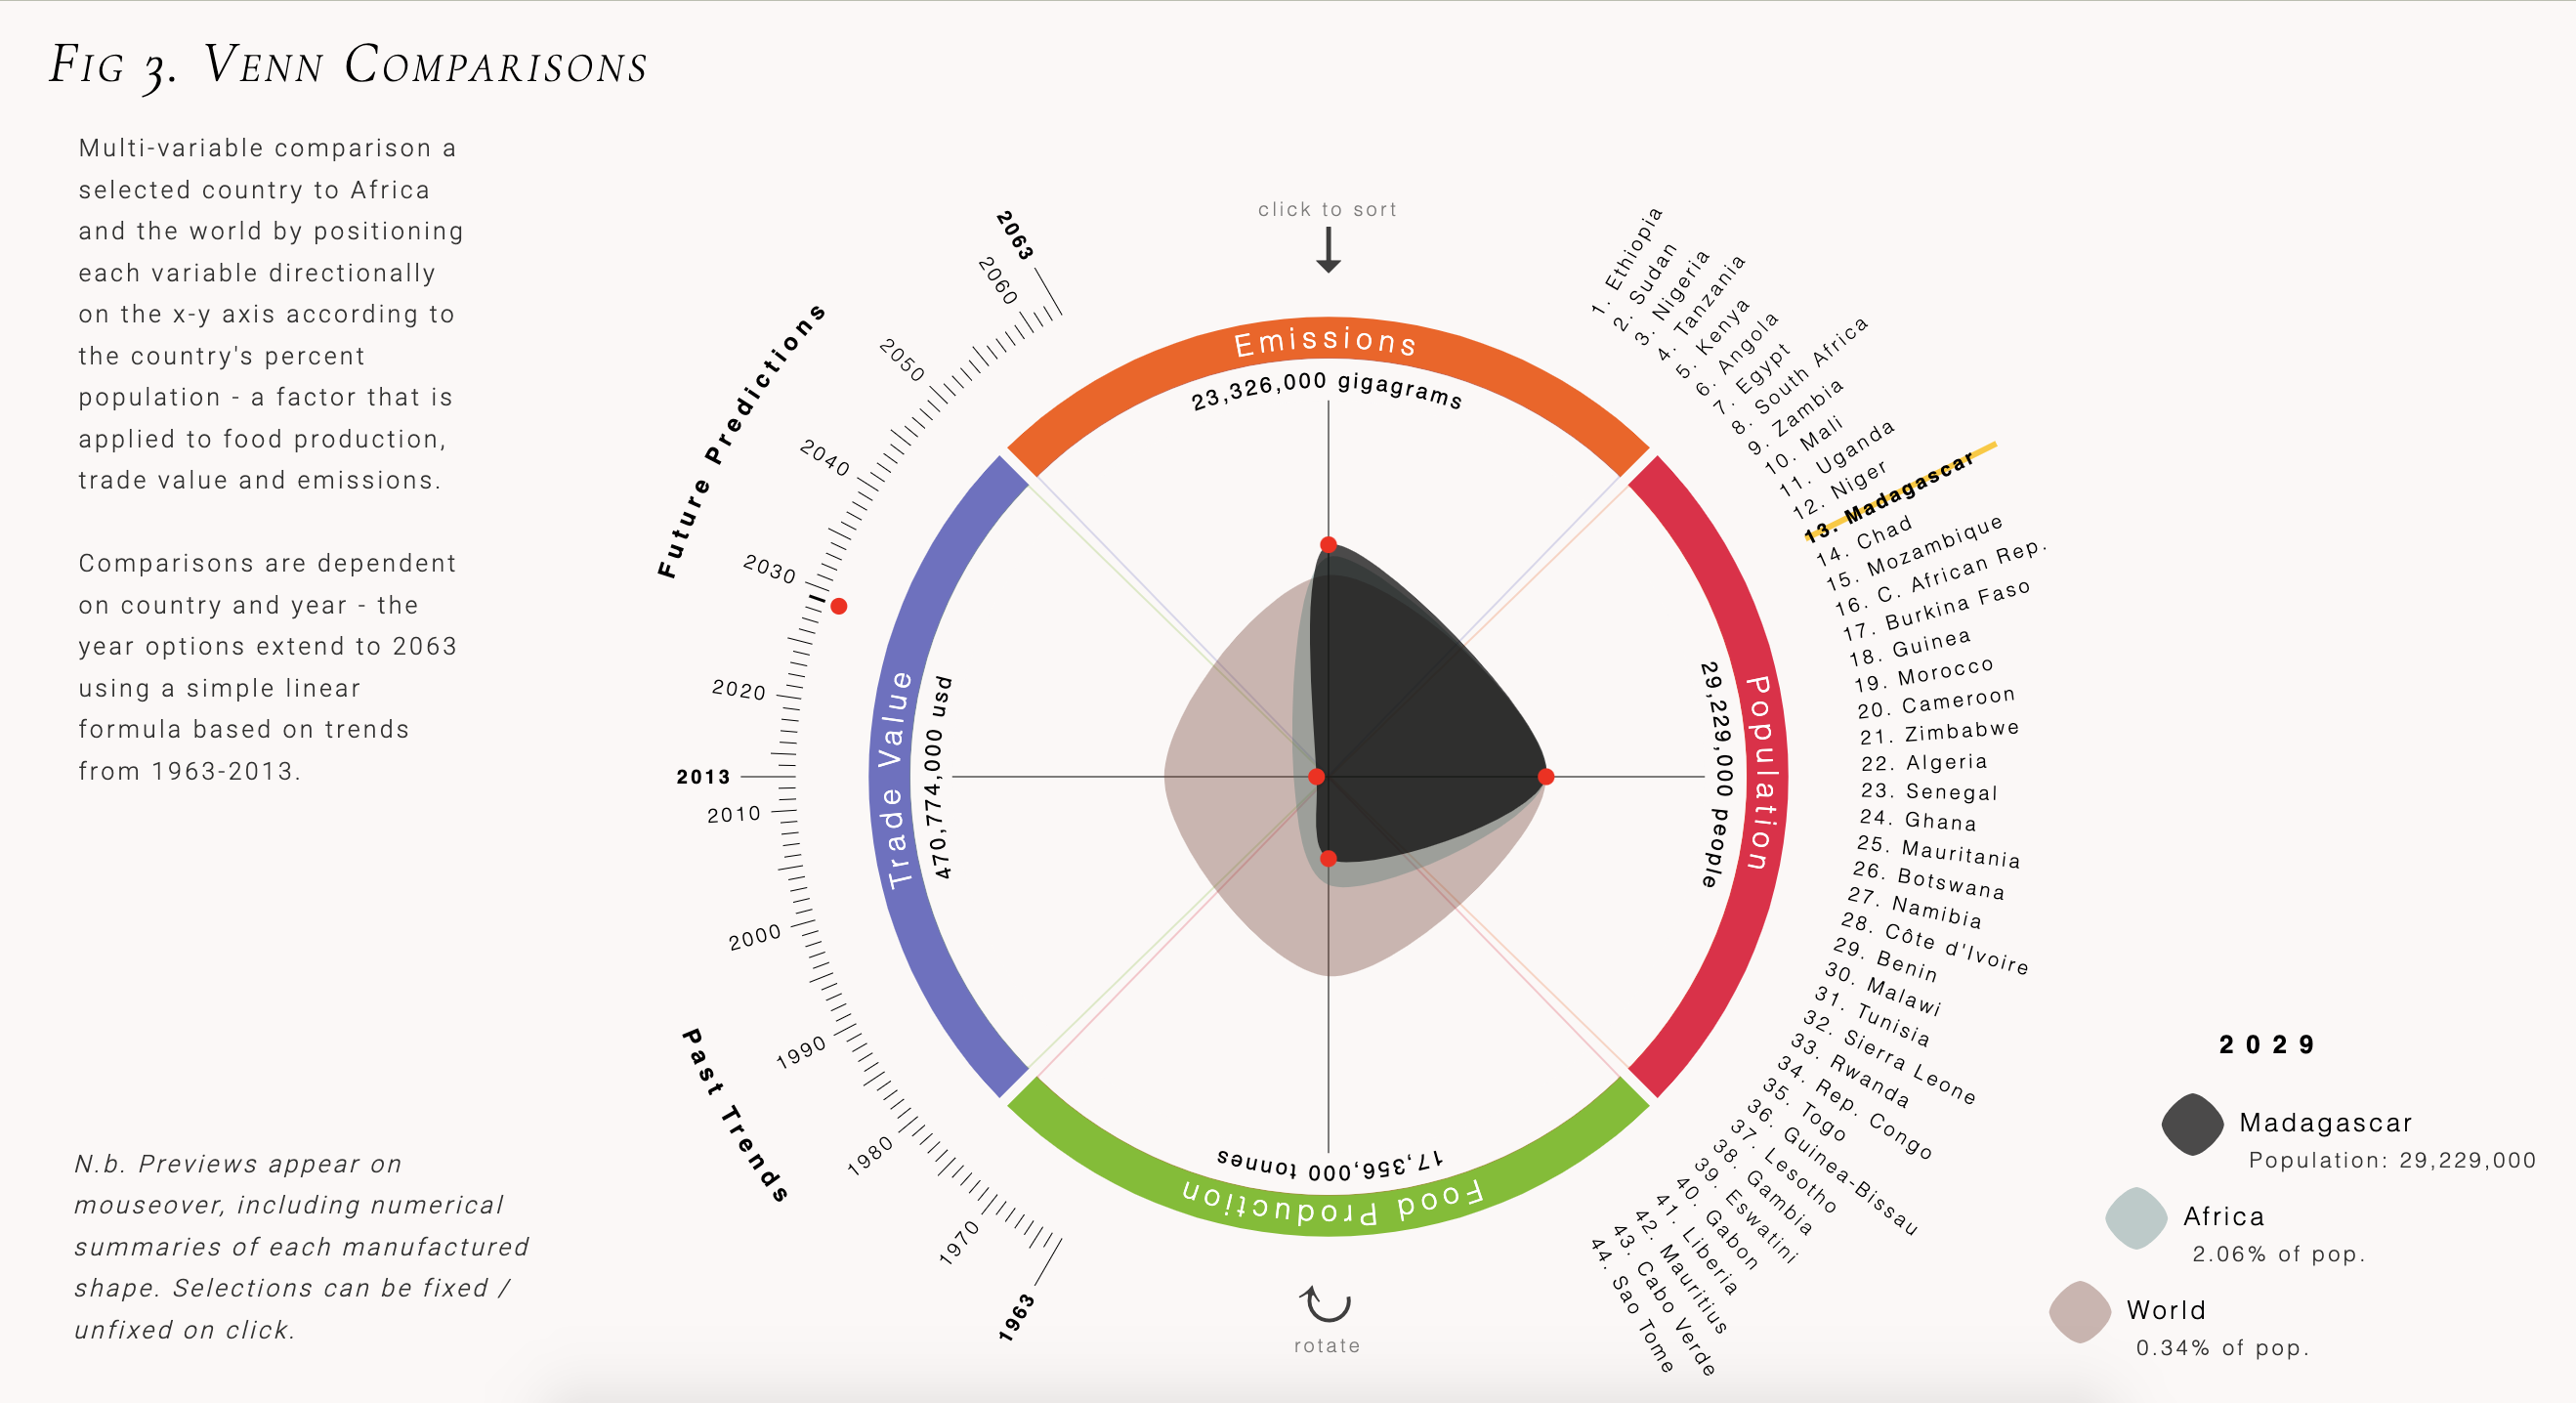 Fig 3. Venn Comparisons
Multi-variable comparison a
selected country to Africa
and the world by positioning
each variable directionally
on the x-y axis according to
the country's percent
population - a factor that is
applied to food production,
trade value and emissions.
Comparisons are dependent
on country and year - the
year options extend to 2063
using a simple linear
formula based on trends
from 1963-2013.
N.b. Previews appear on
mouseover, including numerical
summaries of each manufactured
shape. Selections can be fixed /
unfixed on click.
Future Predictions
Past Trends
2063
2060
2050
2040
2030
2020
2013
2010
2000
1990
1980
1970
1963
click to sort
Emissions
23,326,000 gigagrams
Trade Value
470,774,000 usd
Population
29,229,000 people
17,356,000 tonnes
Food Production
rotate
1. Ethiopia
2. Sudan
3. Nigeria
4. Tanzania
5. Kenya
6. Angola
7. Egypt
8. South Africa
9. Zambia
10. Mali
11. Uganda
12. Niger
13. Madagascar
14. Chad
15. Mozambique
16. C. African Rep.
17. Burkina Faso
18. Guinea
19. Morocco
20. Cameroon
21. Zimbabwe
22. Algeria
23. Senegal
24. Ghana
25. Mauritania
26. Botswana
27. Namibia
28. Côte d'Ivoire
29. Benin
30. Malawi
31. Tunisia
32. Sierra Leone
33. Rwanda
34. Rep. Congo
35. Togo
36. Guinea-Bissau
37. Lesotho
38. Gambia
39. Eswatini
40. Gabon
41. Liberia
42. Mauritius
43. Cabo Verde
44. Sao Tome
2029
Madagascar
Population: 29,229,000
Africa
2.06% of pop.
World
0.34% of pop.